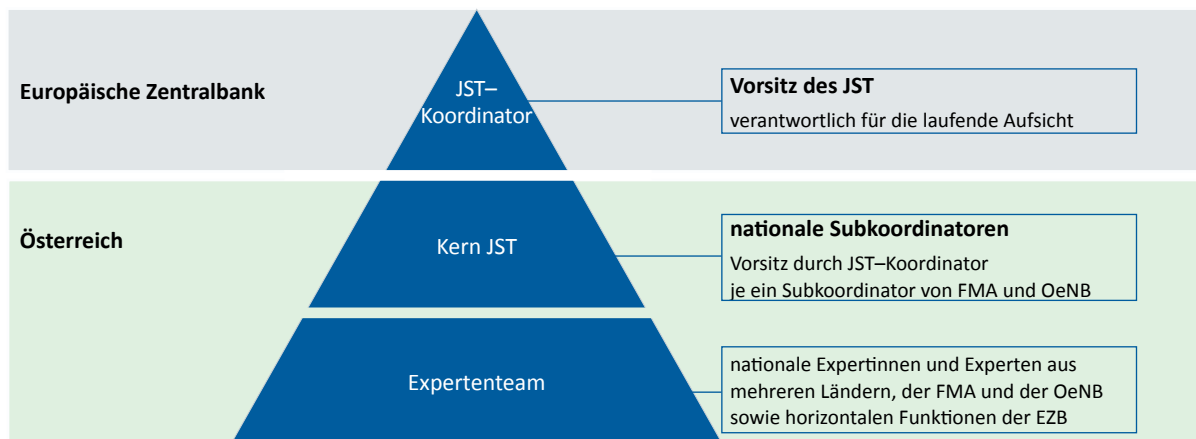 Europäische Zentralbank
JST–
Koordinator
Vorsitz des JST
verantwortlich für die laufende Aufsicht
Österreich
Kern JST
nationale Subkoordinatoren
Vorsitz durch JST–Koordinator
je ein Subkoordinator von FMA und OeNB
Expertenteam
nationale Expertinnen und Experten aus
mehreren Ländern, der FMA und der OeNB
sowie horizontalen Funktionen der EZB